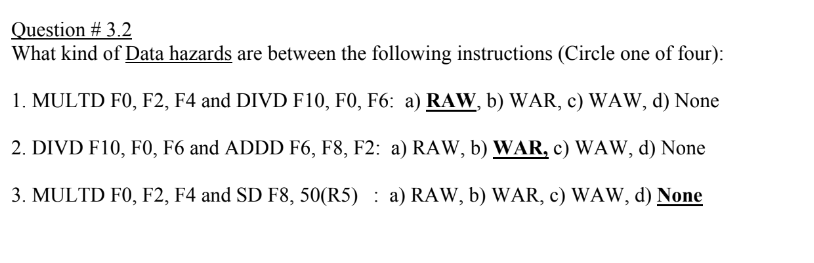 Question # 3.2
What kind of Data hazards are between the following instructions (Circle one of four):
1. MULTD F0, F2, F4 and DIVD F10, F0, F6: a) RAW, b) WAR, c) WAW, d) None
2. DIVD F10, F0, F6 and ADDD F6, F8, F2: a) RAW, b) WAR, c) WAW, d) None
3. MULTD F0, F2, F4 and SD F8, 50(R5) : a) RAW, b) WAR, c) WAW, d) None